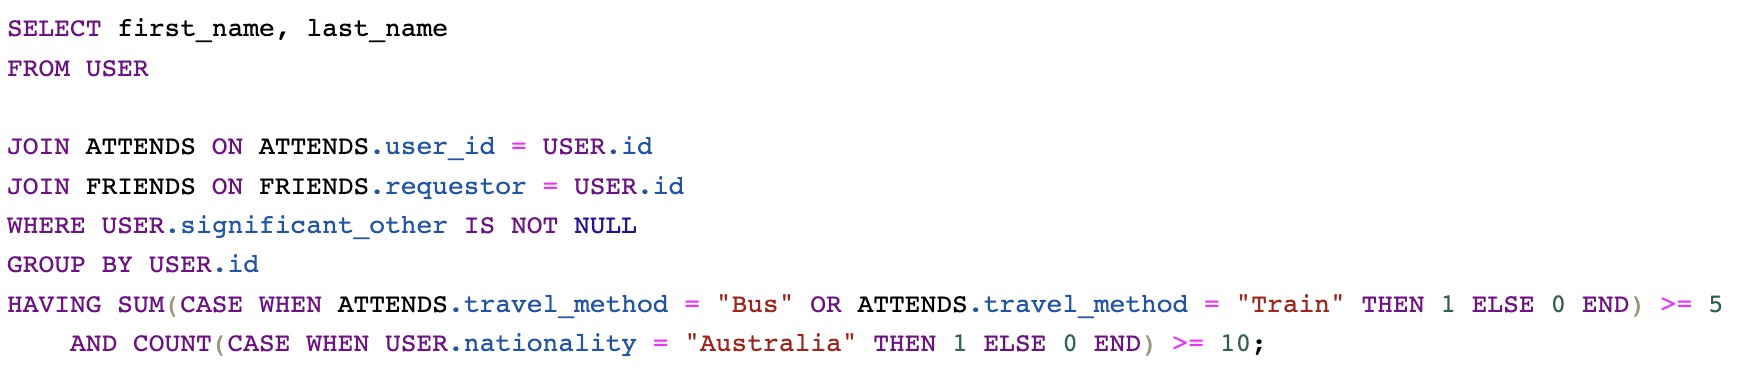 SELECT first_name, last_name
FROM USER
JOIN ATTENDS ON ATTENDS.user_id = USER.id
JOIN FRIENDS ON FRIENDS.requestor = USER.id
WHERE USER.significant_other IS NOT NULL
GROUP BY USER.id
HAVING SUM(CASE WHEN ATTENDS.travel_method = "Bus" OR ATTENDS.travel_method = "Train" THEN 1 ELSE 0 END) >= 5
    AND COUNT(CASE WHEN USER.nationality = "Australia" THEN 1 ELSE 0 END) >= 10;